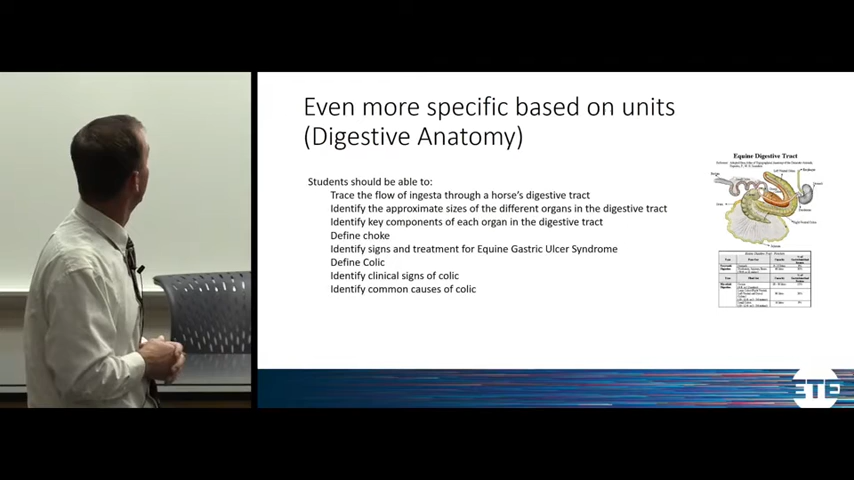 Even more specific based on units
(Digestive Anatomy)
Students should be able to:
Trace the flow of ingesta through a horse's digestive tract
Identify the approximate sizes of the different organs in the digestive tract
Identify key components of each organ in the digestive tract
Define choke
Identify signs and treatment for Equine Gastric Ulcer Syndrome
Define Colic
Identify clinical signs of colic
Identify common causes of colic
Equine Digestive Tract
ETE